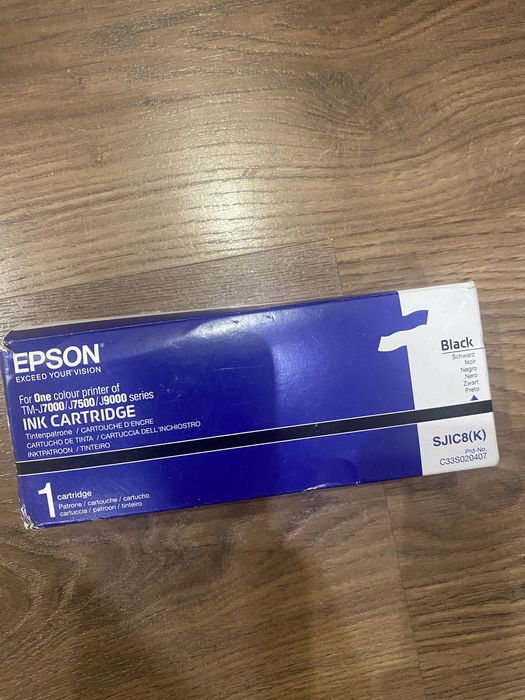 EPSON
EXCEED YOUR VISION
For One colour printer of
TM-J7000/J7500/J9000 series
INK CARTRIDGE
Tintenpatrone / CARTOUCHE D'ENCRE
CARTUCHO DE TINTA / CARTUCCIA DELL'INCHIOSTRO
INKTPATROON / TINTEIRO
1 cartridge
Patrone / cartouche / cartucho
cartuccia / patroon / tinteiro
1
Black
Schwarz
Noir
Negro
Nero
Zwart
Preto
SJIC8(K)
Prd-No.
C33S020407